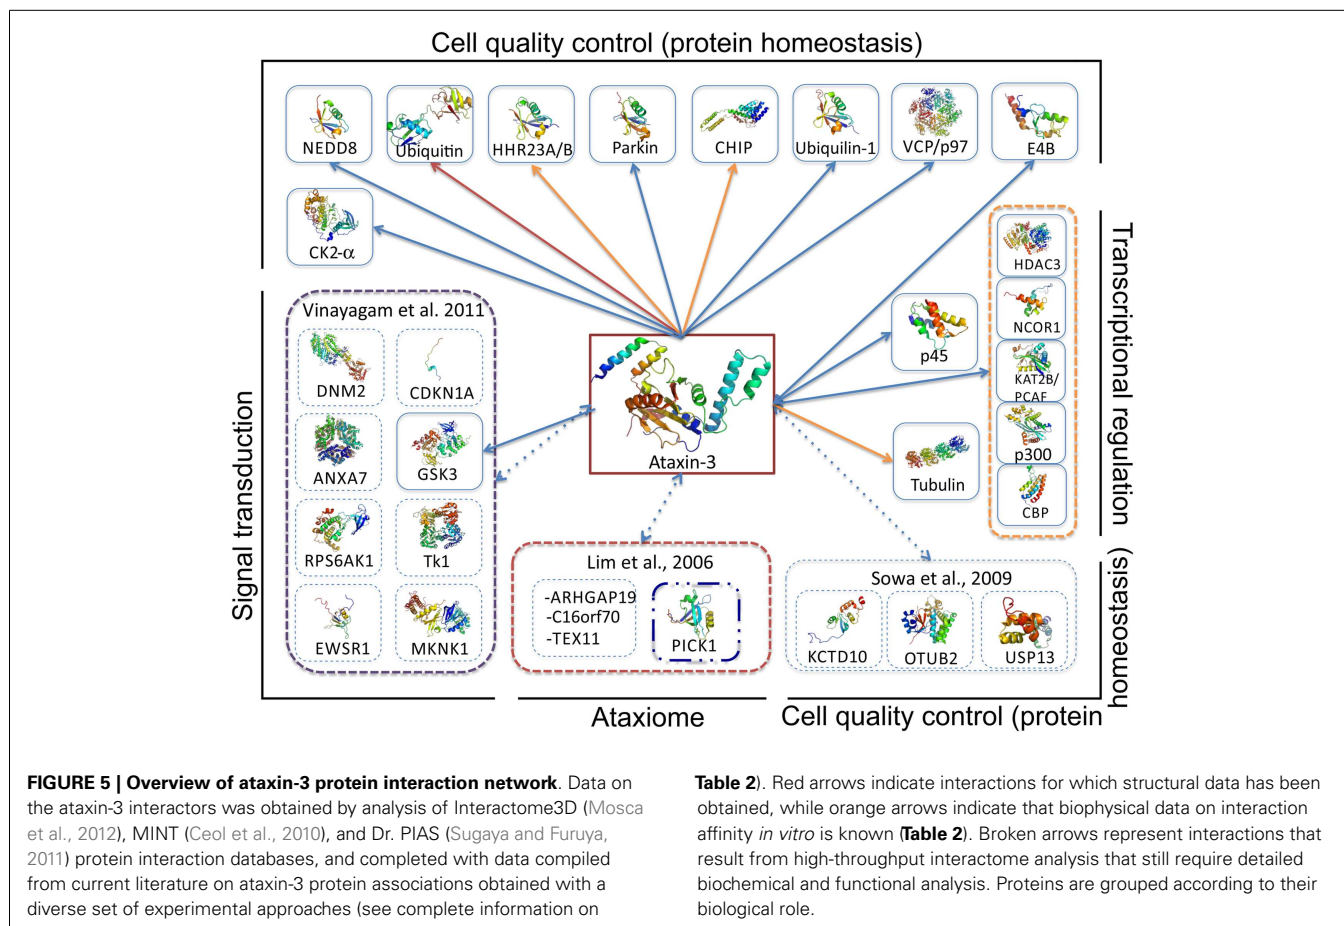 Cell quality control (protein homeostasis)
NEDD8
Ubiquitin
HHR23A/B
Parkin
CHIP
Ubiquilin-1
VCP/p97
E4B
CK2-α
Transcriptional regulation
HDAC3
NCOR1
KAT2B/
PCAF
p300
CBP
p45
Tubulin
Ataxin-3
Signal transduction
Vinayagam et al. 2011
DNM2
CDKN1A
ANXA7
GSK3
RPS6AK1
Tk1
EWSR1
MKNK1
Lim et al., 2006
-ARHGAP19
-C16orf70
-TEX11
PICK1
Ataxiome
Sowa et al., 2009
KCTD10
OTUB2
USP13
Cell quality control (protein
homeostasis)
FIGURE 5 | Overview of ataxin-3 protein interaction network. Data on
the ataxin-3 interactors was obtained by analysis of Interactome3D (Mosca
et al., 2012), MINT (Ceol et al., 2010), and Dr. PIAS (Sugaya and Furuya,
2011) protein interaction databases, and completed with data compiled
from current literature on ataxin-3 protein associations obtained with a
diverse set of experimental approaches (see complete information on
Table 2). Red arrows indicate interactions for which structural data has been
obtained, while orange arrows indicate that biophysical data on interaction
affinity in vitro is known (Table 2). Broken arrows represent interactions that
result from high-throughput interactome analysis that still require detailed
biochemical and functional analysis. Proteins are grouped according to their
biological role.